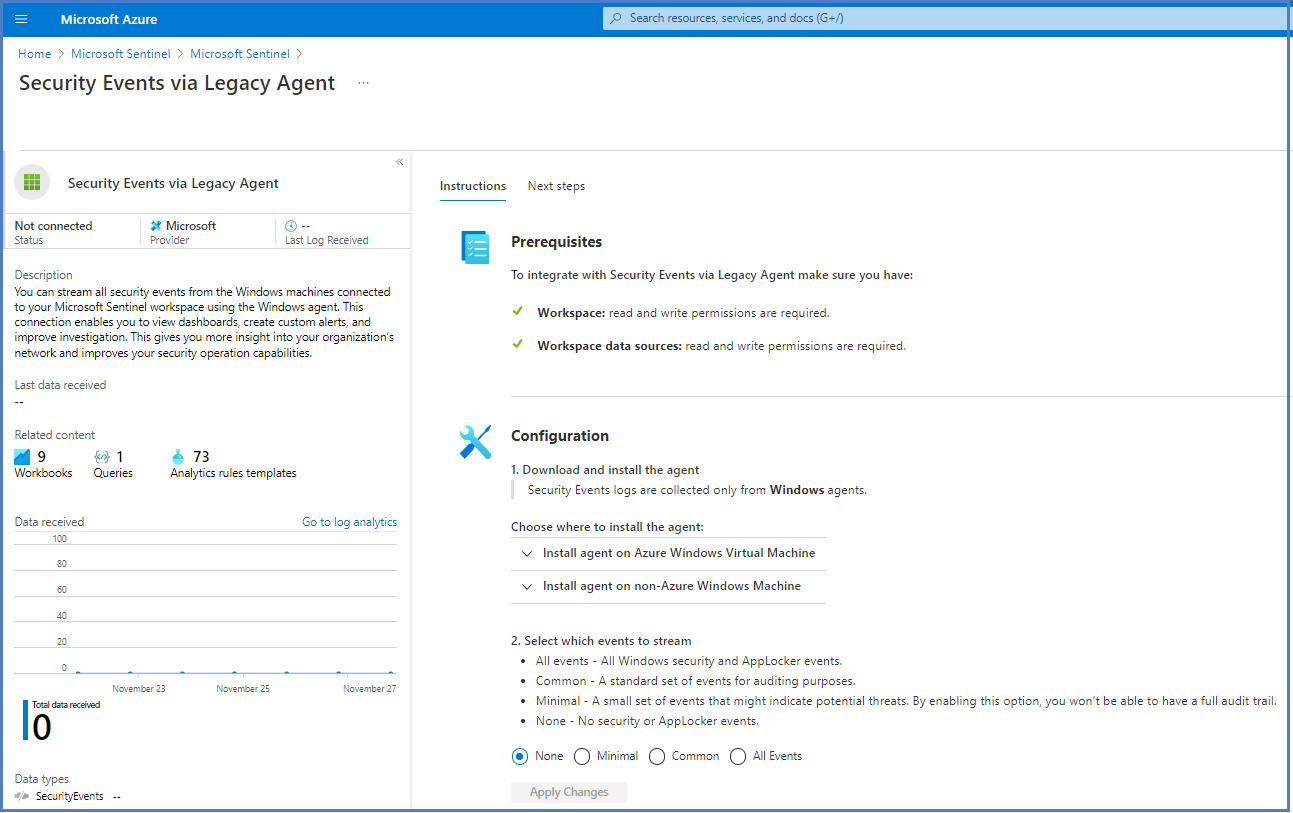 Microsoft Azure
Search resources, services, and docs (G+/)
Home > Microsoft Sentinel > Microsoft Sentinel >
Security Events via Legacy Agent ...
«
Security Events via Legacy Agent
Not connected
Status
Microsoft
Provider
--
Last Log Received
Description
You can stream all security events from the Windows machines connected
to your Microsoft Sentinel workspace using the Windows agent. This
connection enables you to view dashboards, create custom alerts, and
improve investigation. This gives you more insight into your organization's
network and improves your security operation capabilities.
Last data received
--
Related content
9
Workbooks
1
Queries
73
Analytics rules templates
Data received
Go to log analytics
100
80
60
40
20
0
November 23
November 25
November 27
Total data received
0
Data types
SecurityEvents --
Instructions
Next steps
Prerequisites
To integrate with Security Events via Legacy Agent make sure you have:
Workspace: read and write permissions are required.
Workspace data sources: read and write permissions are required.
Configuration
1. Download and install the agent
Security Events logs are collected only from Windows agents.
Choose where to install the agent:
Install agent on Azure Windows Virtual Machine
Install agent on non-Azure Windows Machine
2. Select which events to stream
• All events - All Windows security and AppLocker events.
• Common - A standard set of events for auditing purposes.
• Minimal - A small set of events that might indicate potential threats. By enabling this option, you won't be able to have a full audit trail.
• None - No security or AppLocker events.
None Minimal Common All Events
Apply Changes